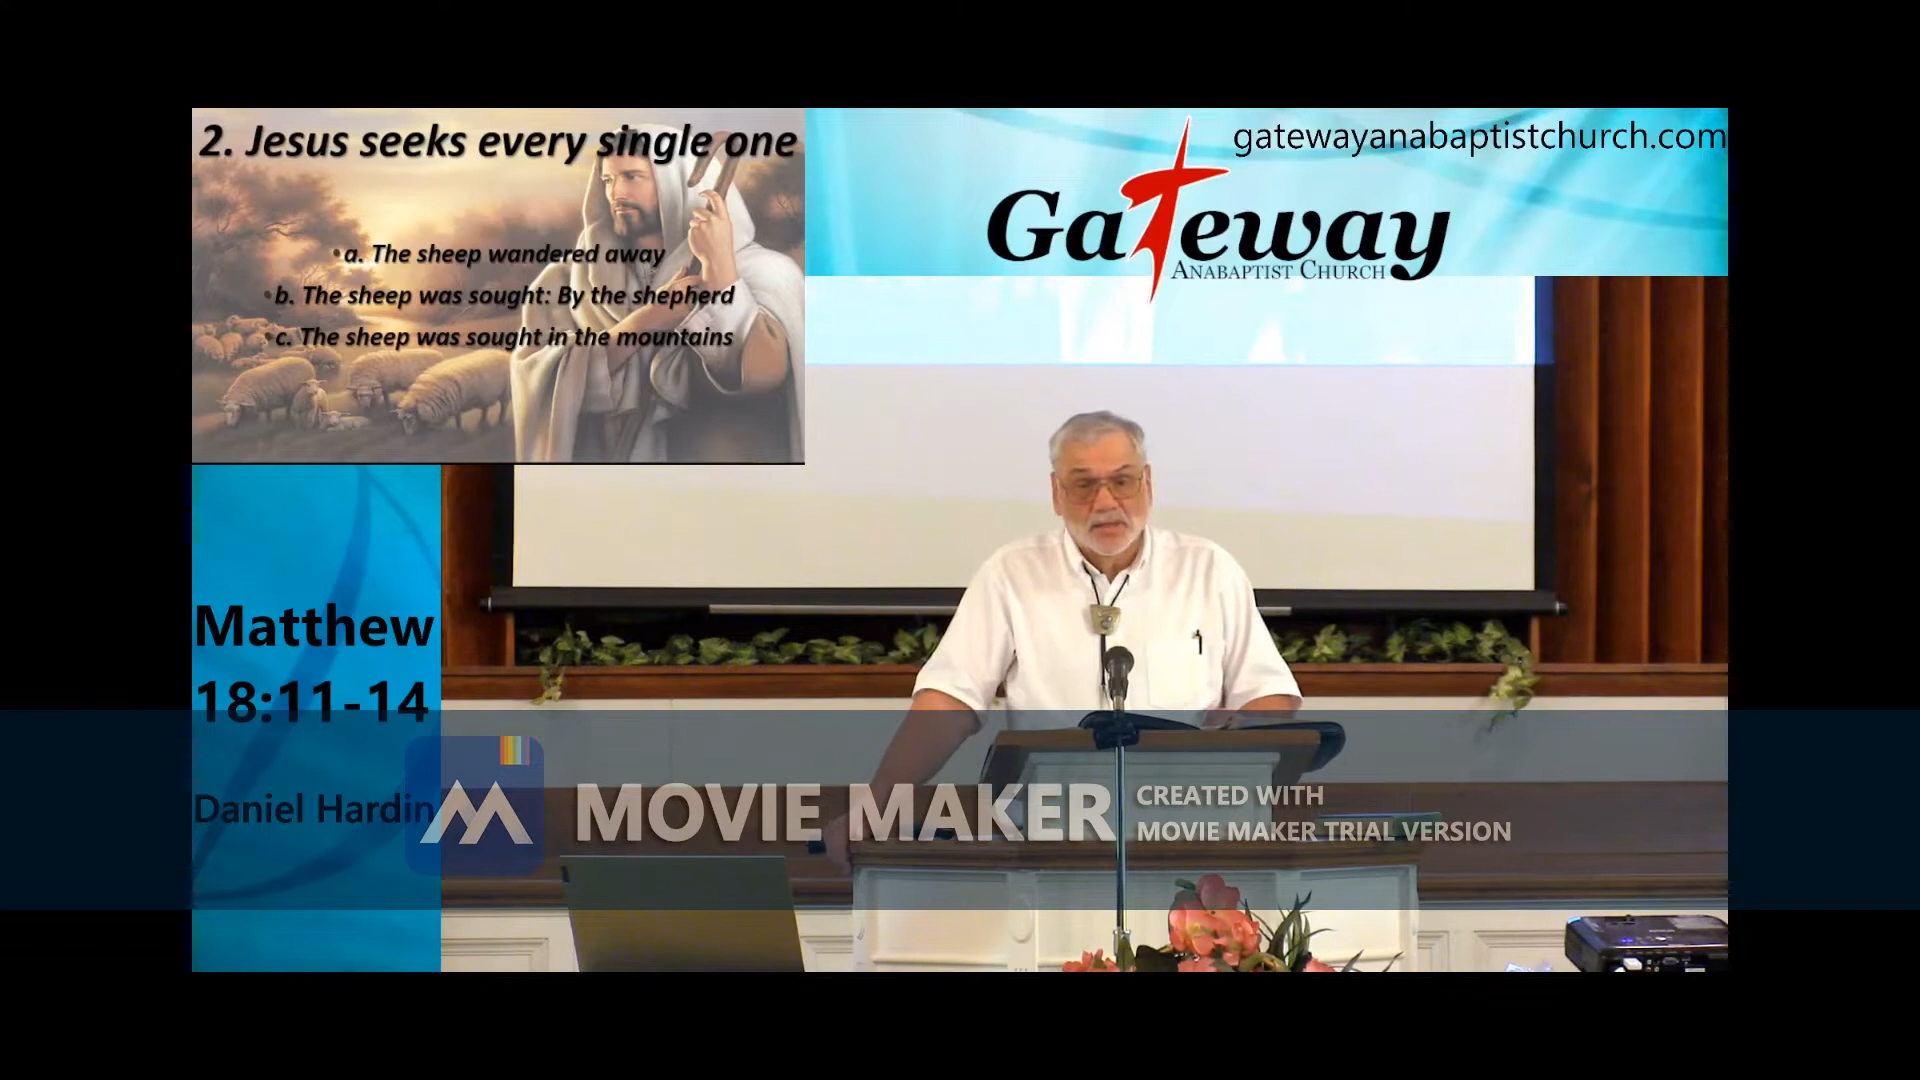 2. Jesus seeks every single one
• a. The sheep wandered away
• b. The sheep was sought: By the shepherd
• c. The sheep was sought in the mountains
gatewayanabaptistchurch.com
Gateway
ANABAPTIST CHURCH
Matthew
18:11-14
Daniel Hardin
MOVIE MAKER
CREATED WITH
MOVIE MAKER TRIAL VERSION